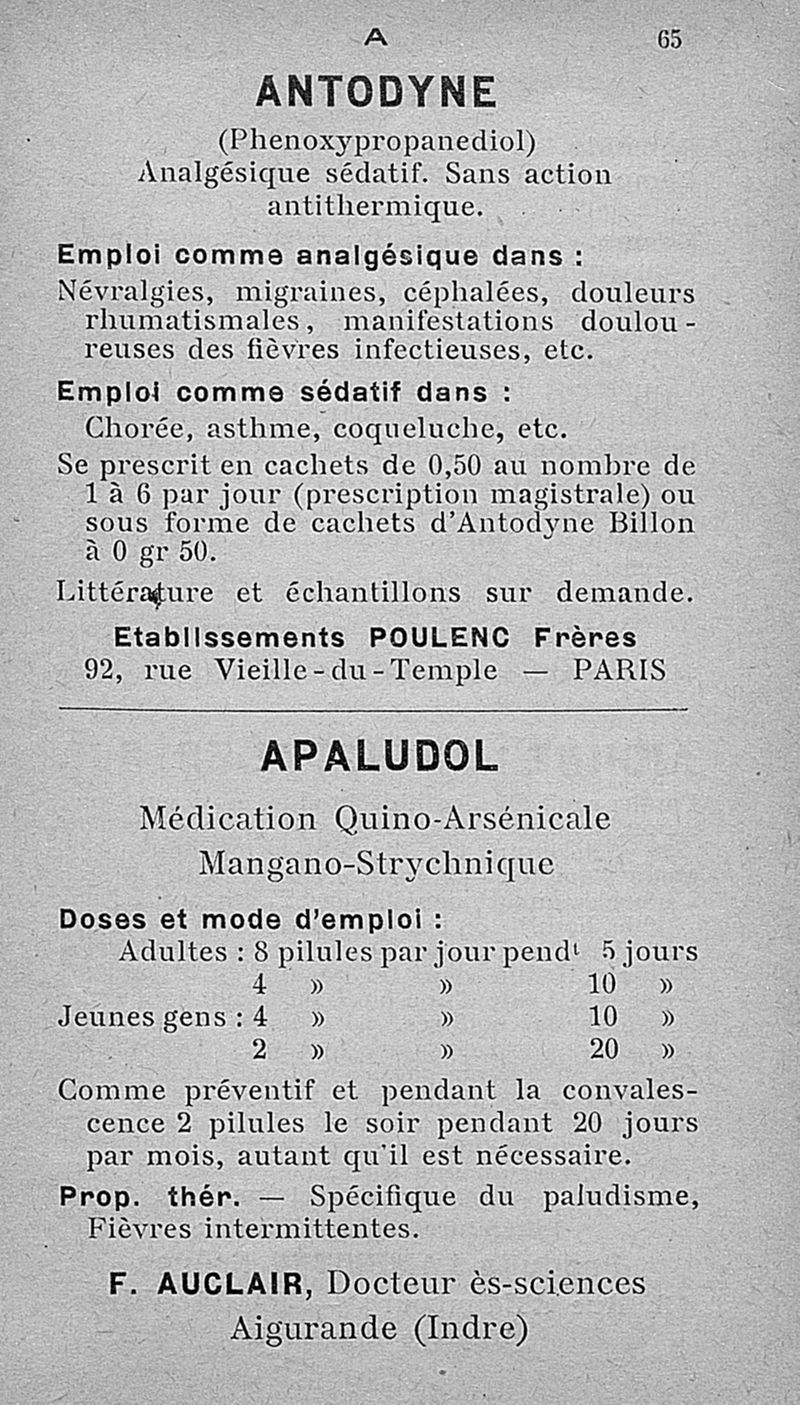 A 65
ANTODYNE
(Phenoxypropanediol)
Analgésique sédatif. Sans action
antithermique.
Emploi comme analgésique dans :
Névralgies, migraines, céphalées, douleurs
rhumatismales, manifestations doulou-
reuses des fièvres infectieuses, etc.
Emploi comme sédatif dans :
Chorée, asthme, coqueluche, etc.
Se prescrit en cachets de 0,50 au nombre de
1 à 6 par jour (prescription magistrale) ou
sous forme de cachets d'Antodyne Billon
à 0 gr 50.
Littérature et échantillons sur demande.
Etablissements POULENC Frères
92, rue Vieille-du-Temple — PARIS
APALUDOL
Médication Quino-Arsénicale
Mangano-Strychnique
Doses et mode d'emploi :
Adultes : 8 pilules par jour pendᵗ 5 jours
4 » » 10 »
Jeunes gens : 4 » » 10 »
2 » » 20 »
Comme préventif et pendant la convales-
cence 2 pilules le soir pendant 20 jours
par mois, autant qu'il est nécessaire.
Prop. thér. — Spécifique du paludisme,
Fièvres intermittentes.
F. AUCLAIR, Docteur ès-sciences
Aigurande (Indre)